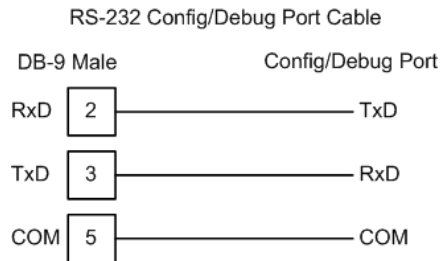 RS-232 Config/Debug Port Cable
DB-9 Male Config/Debug Port
RxD 2 TxD
TxD 3 RxD
COM 5 COM